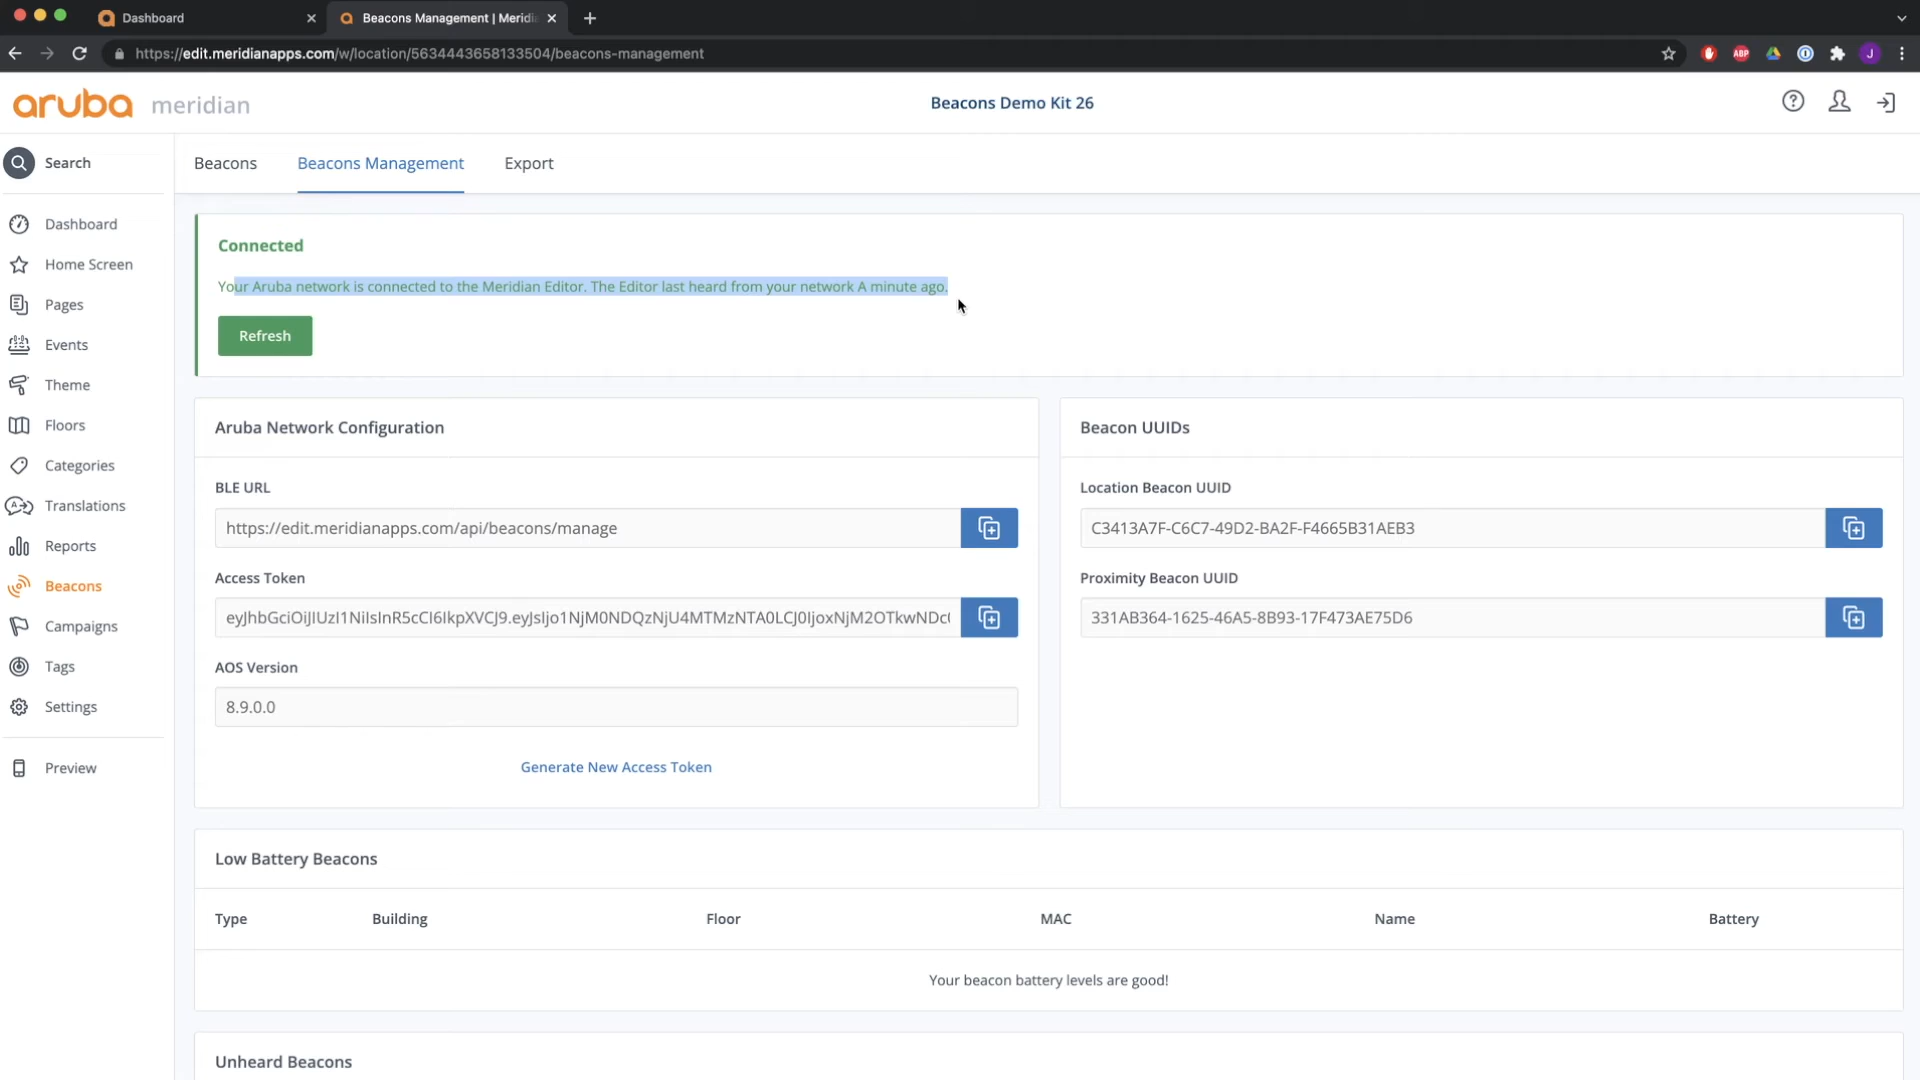 Dashboard
Beacons Management | Meridi
https://edit.meridianapps.com/w/location/5634443658133504/beacons-management
ABP
J
aruba meridian
Beacons Demo Kit 26
Search
Dashboard
Home Screen
Pages
Events
Theme
Floors
Categories
Translations
Reports
Beacons
Campaigns
Tags
Settings
Preview
Beacons
Beacons Management
Export
Connected
Your Aruba network is connected to the Meridian Editor. The Editor last heard from your network A minute ago.
Refresh
Aruba Network Configuration
BLE URL
https://edit.meridianapps.com/api/beacons/manage
Access Token
AOS Version
8.9.0.0
Generate New Access Token
Beacon UUIDs
Location Beacon UUID
C3413A7F-C6C7-49D2-BA2F-F4665B31AEB3
Proximity Beacon UUID
331AB364-1625-46A5-8B93-17F473AE75D6
Low Battery Beacons
Type Building Floor MAC Name Battery
Your beacon battery levels are good!
Unheard Beacons